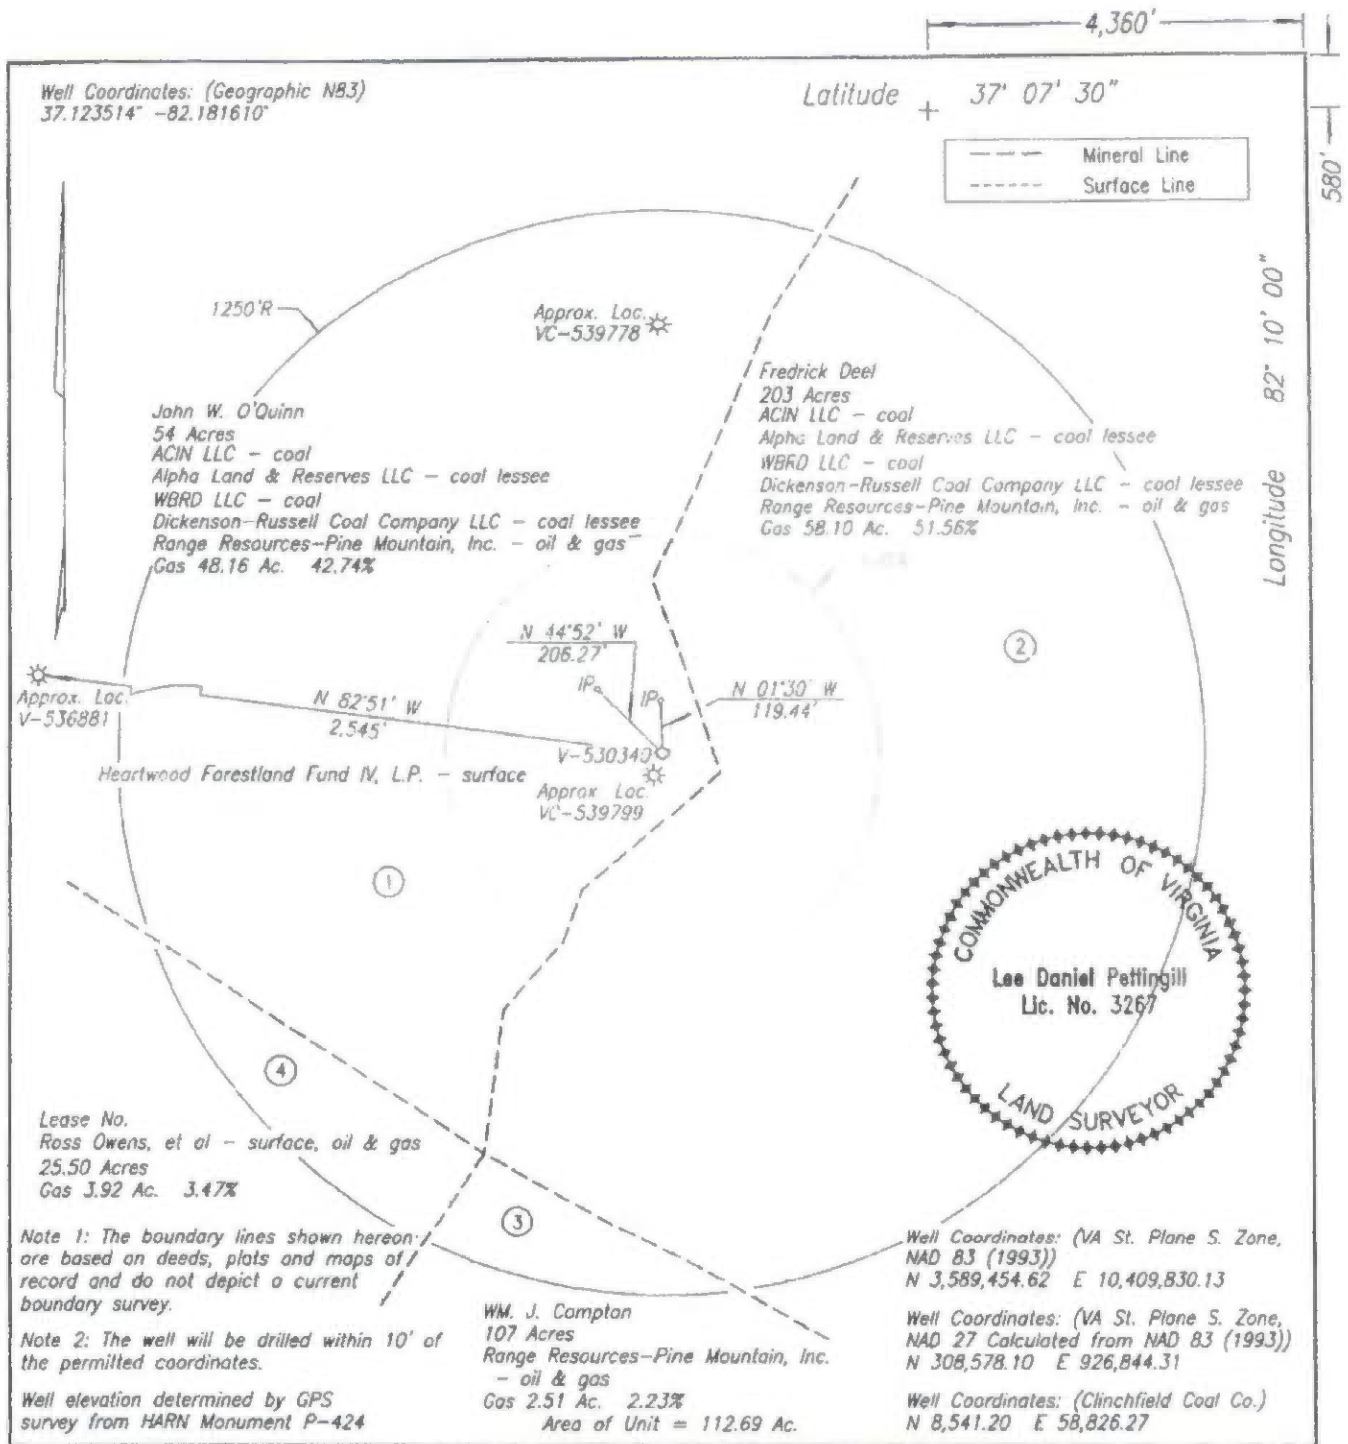 4,360'
580'
Well Coordinates: (Geographic N83)
37.123514° -82.181610°
Latitude 37° 07' 30"
Mineral Line
Surface Line
Longitude 82° 10' 00"
1250'R
Approx. Loc.
VC-539778
John W. O'Quinn
54 Acres
ACIN LLC - coal
Alpha Land & Reserves LLC - coal lessee
WBRD LLC - coal
Dickenson-Russell Coal Company LLC - coal lessee
Range Resources-Pine Mountain, Inc. - oil & gas
Gas 48.16 Ac. 42.74%
Fredrick Deel
203 Acres
ACIN LLC - coal
Alpha Land & Reserves LLC - coal lessee
WBRD LLC - coal
Dickenson-Russell Coal Company LLC - coal lessee
Range Resources-Pine Mountain, Inc. - oil & gas
Gas 58.10 Ac. 51.56%
N 44°52' W
206.27'
2
IP
IP
N 01°30' W
119.44'
Approx. Loc.
V-536881
N 82°51' W
2,545'
V-530340
Heartwood Forestland Fund IV, L.P. - surface
Approx Loc.
VC-539799
1
COMMONWEALTH OF VIRGINIA
Lee Daniel Pettingill
Lic. No. 3267
LAND SURVEYOR
4
Lease No.
Ross Owens, et al - surface, oil & gas
25.50 Acres
Gas 3.92 Ac. 3.47%
3
Note 1: The boundary lines shown hereon
are based on deeds, plats and maps of
record and do not depict a current
boundary survey.
Note 2: The well will be drilled within 10' of
the permitted coordinates.
Well elevation determined by GPS
survey from HARN Monument P-424
WM. J. Compton
107 Acres
Range Resources-Pine Mountain, Inc.
- oil & gas
Gas 2.51 Ac. 2.23%
Area of Unit = 112.69 Ac.
Well Coordinates: (VA St. Plane S. Zone,
NAD 83 (1993))
N 3,589,454.62 E 10,409,830.13
Well Coordinates: (VA St. Plane S. Zone,
NAD 27 Calculated from NAD 83 (1993))
N 308,578.10 E 926,844.31
Well Coordinates: (Clinchfield Coal Co.)
N 8,541.20 E 58,826.27